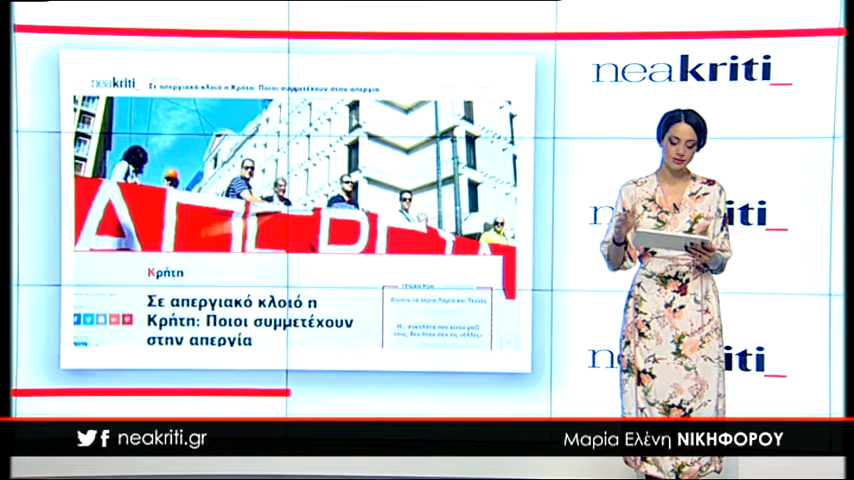 neakriti_
Σε απεργιακό κλοιό η Κρήτη: Ποιοι συμμετέχουν στην απεργία
neakriti_
ΑΠΕΡΓΙΑ
Κρήτη
Σε απεργιακό κλοιό η
Κρήτη: Ποιοι συμμετέχουν
στην απεργία
neakriti_
neakriti_
neakriti.gr
Μαρία Ελένη ΝΙΚΗΦΟΡΟΥ